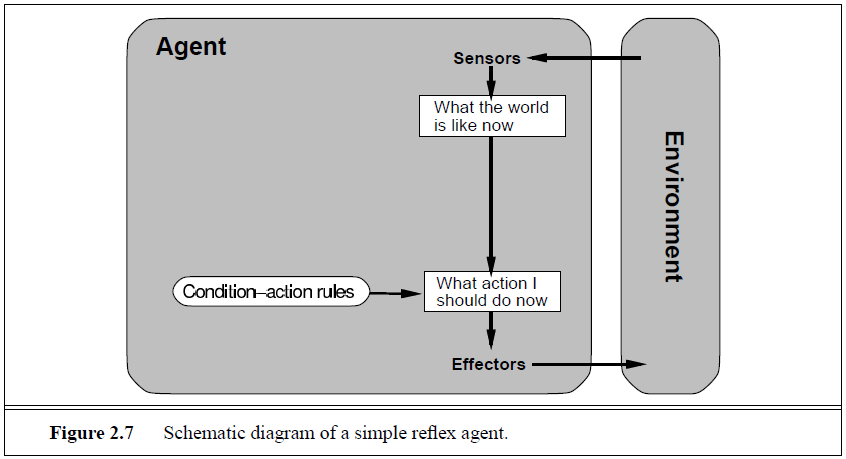 Agent
Sensors
What the world
is like now
Environment
Condition–action rules
What action I
should do now
Effectors
Figure 2.7 Schematic diagram of a simple reflex agent.